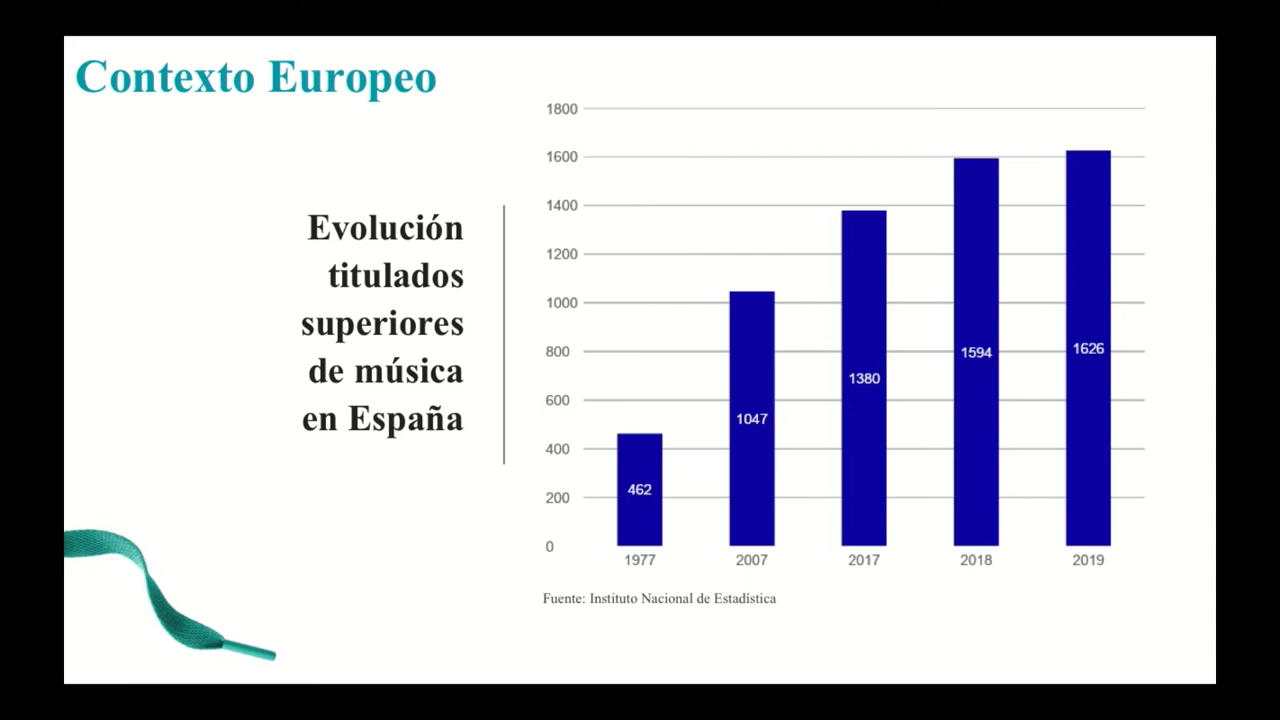 Contexto Europeo
Evolución
titulados
superiores
de música
en España
1800
1600
1400
1200
1000
800
600
400
200
0
462
1047
1380
1594
1626
1977
2007
2017
2018
2019
Fuente: Instituto Nacional de Estadística